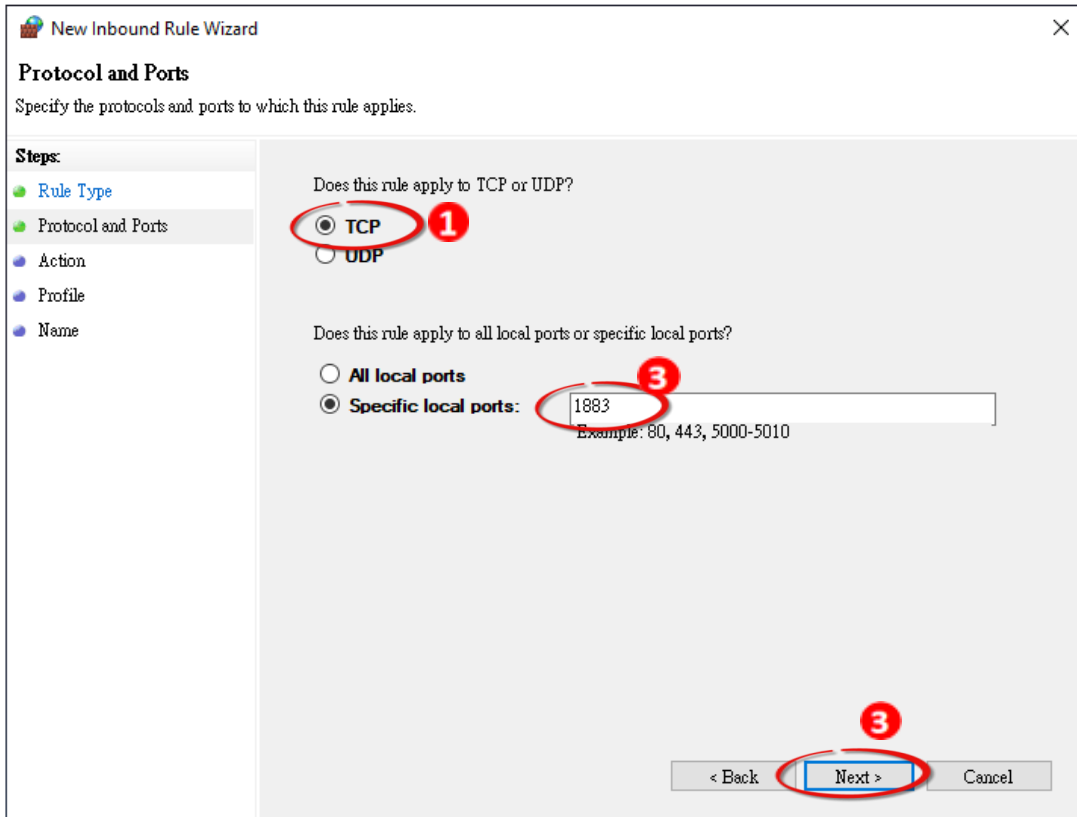 New Inbound Rule Wizard
Protocol and Ports
Specify the protocols and ports to which this rule applies.
Steps:
Rule Type
Protocol and Ports
Action
Profile
Name
Does this rule apply to TCP or UDP?
TCP 1
UDP
Does this rule apply to all local ports or specific local ports?
All local ports
3
Specific local ports: 1883
Example: 80, 443, 5000-5010
3
< Back Next > Cancel